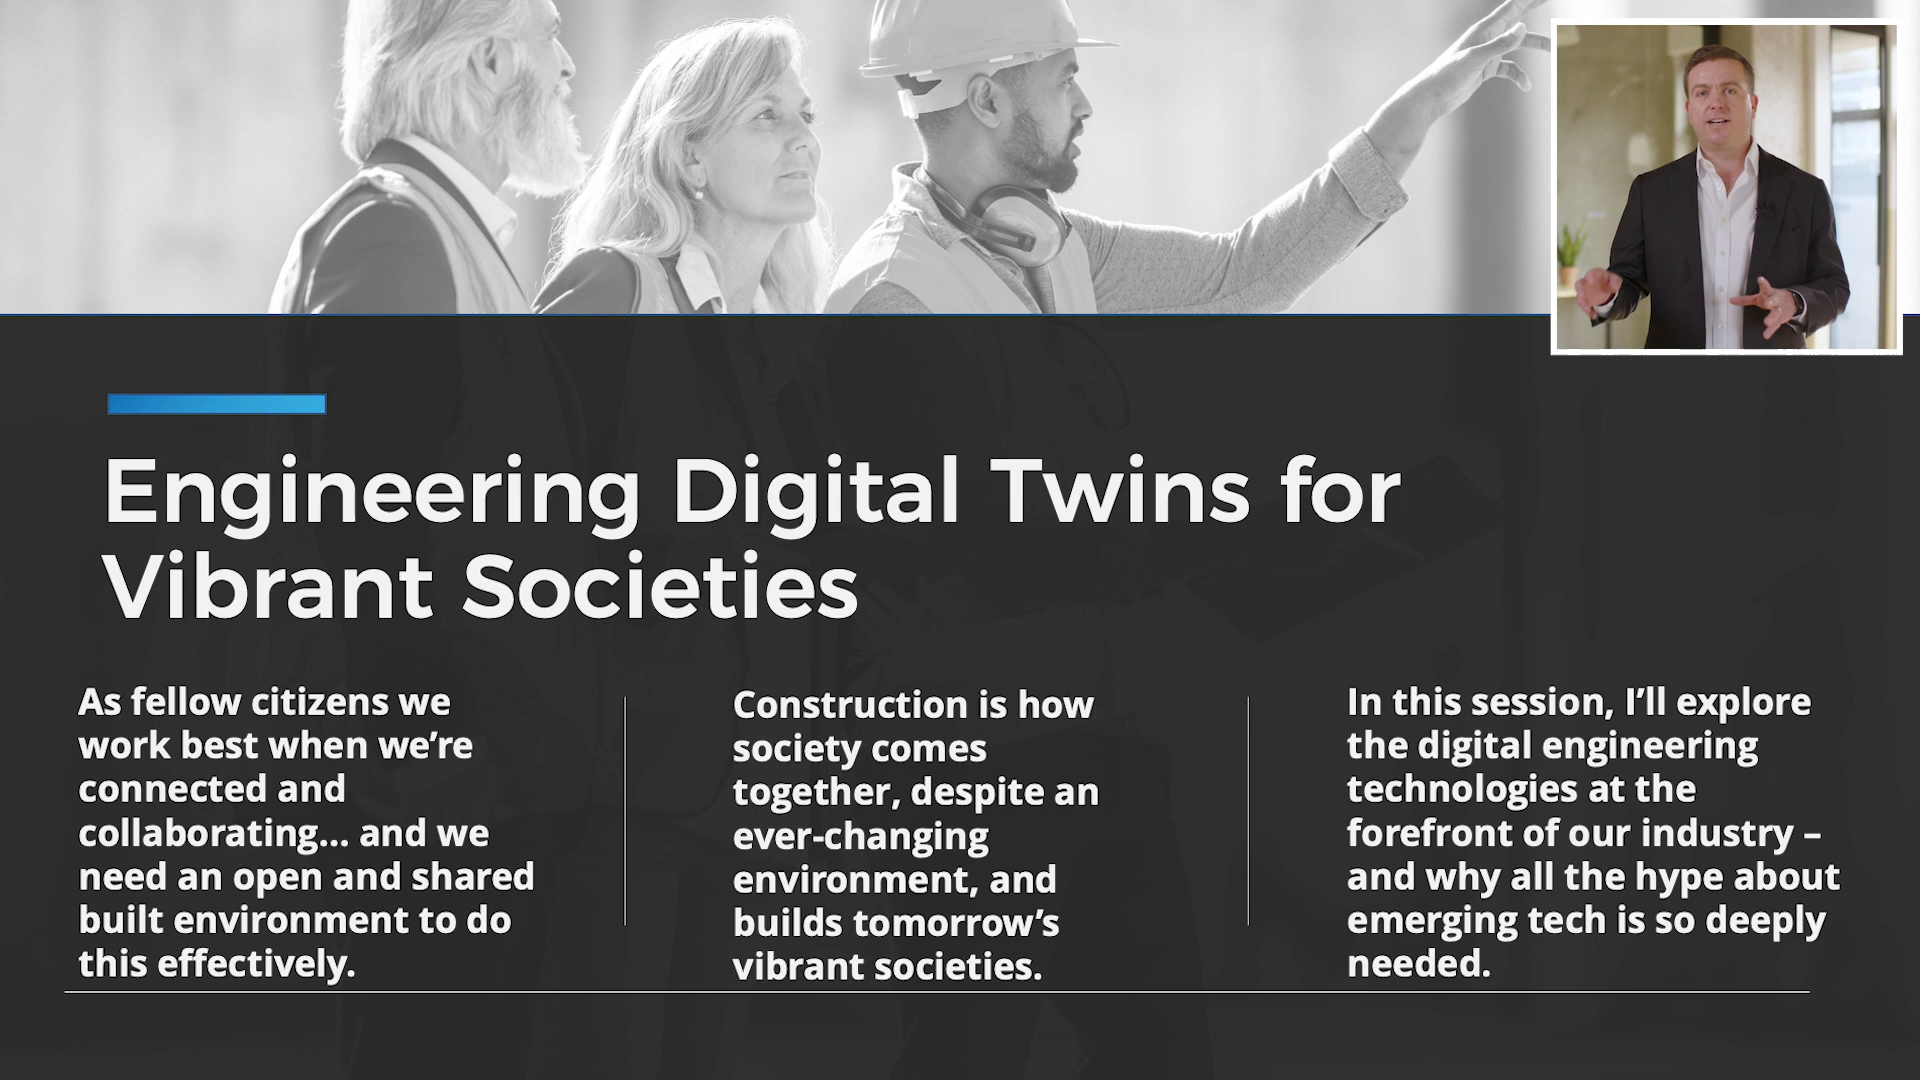 Engineering Digital Twins for
Vibrant Societies
As fellow citizens we
work best when we’re
connected and
collaborating... and we
need an open and shared
built environment to do
this effectively.
Construction is how
society comes
together, despite an
ever-changing
environment, and
builds tomorrow’s
vibrant societies.
In this session, I’ll explore
the digital engineering
technologies at the
forefront of our industry –
and why all the hype about
emerging tech is so deeply
needed.